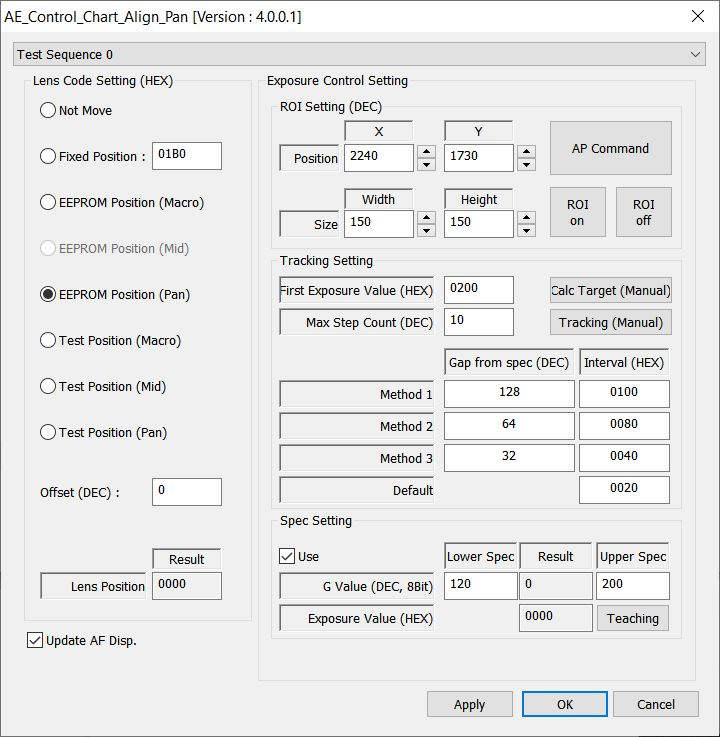 AE_Control_Chart_Align_Pan [Version : 4.0.0.1]
Test Sequence 0
Lens Code Setting (HEX)
Not Move
Fixed Position : 01B0
EEPROM Position (Macro)
EEPROM Position (Mid)
EEPROM Position (Pan)
Test Position (Macro)
Test Position (Mid)
Test Position (Pan)
Offset (DEC) : 0
Result
Lens Position 0000
Update AF Disp.
Exposure Control Setting
ROI Setting (DEC)
X Y
Position 2240 1730
AP Command
Width Height
Size 150 150
ROI on
ROI off
Tracking Setting
First Exposure Value (HEX) 0200 Calc Target (Manual)
Max Step Count (DEC) 10 Tracking (Manual)
Gap from spec (DEC) Interval (HEX)
Method 1 128 0100
Method 2 64 0080
Method 3 32 0040
Default 0020
Spec Setting
Use Lower Spec Result Upper Spec
G Value (DEC, 8Bit) 120 0 200
Exposure Value (HEX) 0000 Teaching
Apply OK Cancel